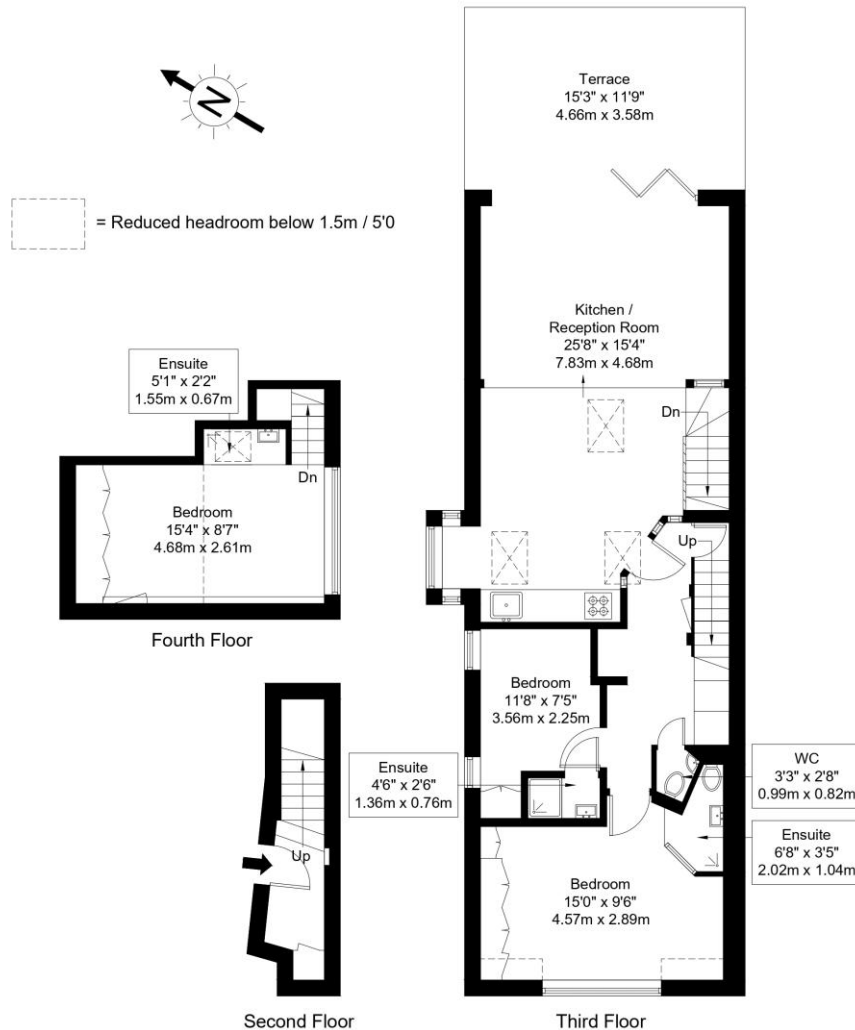 N
= Reduced headroom below 1.5m / 5'0
Terrace
15'3" x 11'9"
4.66m x 3.58m
Kitchen /
Reception Room
25'8" x 15'4"
7.83m x 4.68m
Dn
Up
Ensuite
5'1" x 2'2"
1.55m x 0.67m
Dn
Bedroom
15'4" x 8'7"
4.68m x 2.61m
Fourth Floor
Bedroom
11'8" x 7'5"
3.56m x 2.25m
Ensuite
4'6" x 2'6"
1.36m x 0.76m
WC
3'3" x 2'8"
0.99m x 0.82m
Ensuite
6'8" x 3'5"
2.02m x 1.04m
Up
Bedroom
15'0" x 9'6"
4.57m x 2.89m
Second Floor
Third Floor